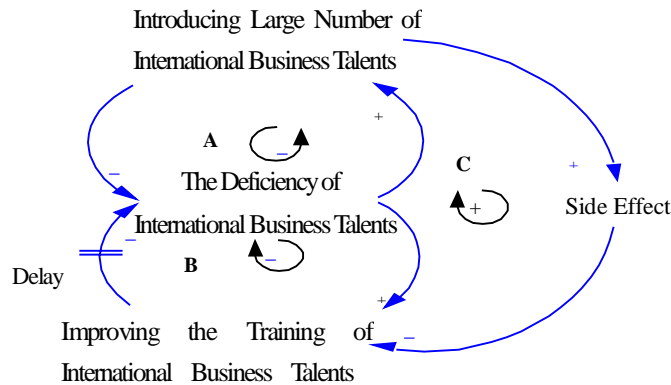 Introducing Large Number of
International Business Talents
+
A
−
C
+
−
The Deficiency of
+
Side Effect
International Business Talents
−
B
−
Delay
+
Improving the Training of
−
International Business Talents